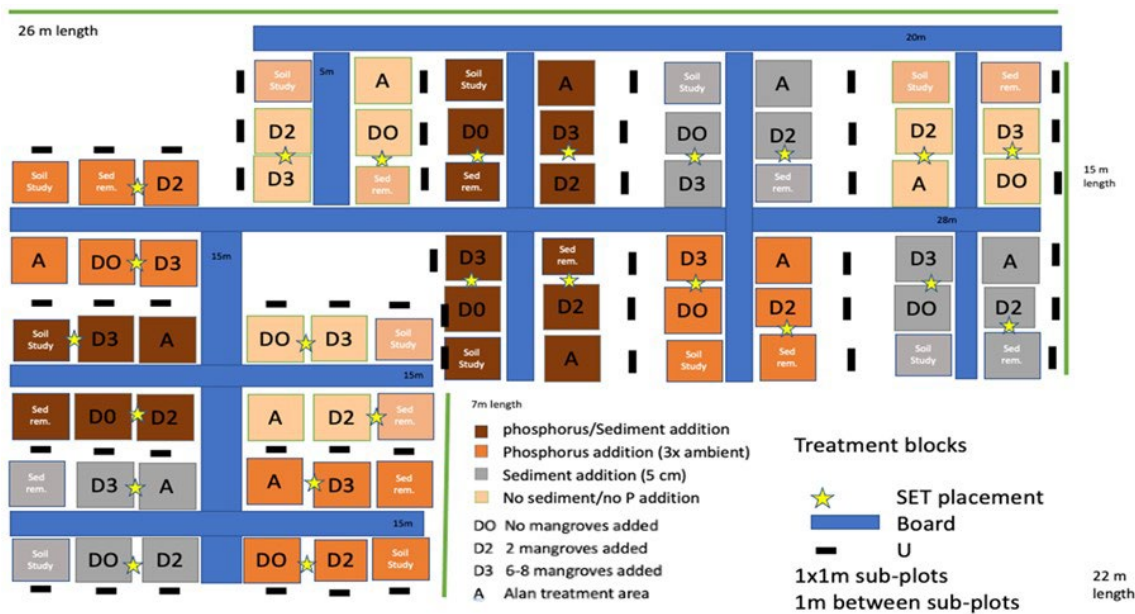 26 m length
20m
5m
Soil Study
A
Soil Study
A
Soil Study
A
Soil Study
Sed rem.
D2
DO
D0
D3
DO
D2
D2
D3
D3
Sed rem.
Sed rem.
D2
D3
Sed rem.
A
DO
15 m
length
Soil Study
Sed rem.
D2
28m
A
DO
D3
15m
D3
Sed rem.
D3
A
D3
A
D0
D2
DO
D2
DO
D2
Soil Study
D3
A
DO
D3
Soil Study
Soil Study
A
Soil Study
Sed rem.
Soil Study
Sed rem.
15m
Sed rem.
D0
D2
A
D2
Sed rem.
Sed rem.
D3
A
A
D3
Sed rem.
15m
Soil Study
DO
D2
DO
D2
Soil Study
7m length
phosphorus/Sediment addition
Phosphorus addition (3x ambient)
Sediment addition (5 cm)
No sediment/no P addition
DO No mangroves added
D2 2 mangroves added
D3 6-8 mangroves added
A Alan treatment area
Treatment blocks
SET placement
Board
U
1x1m sub-plots
1m between sub-plots
22 m
length